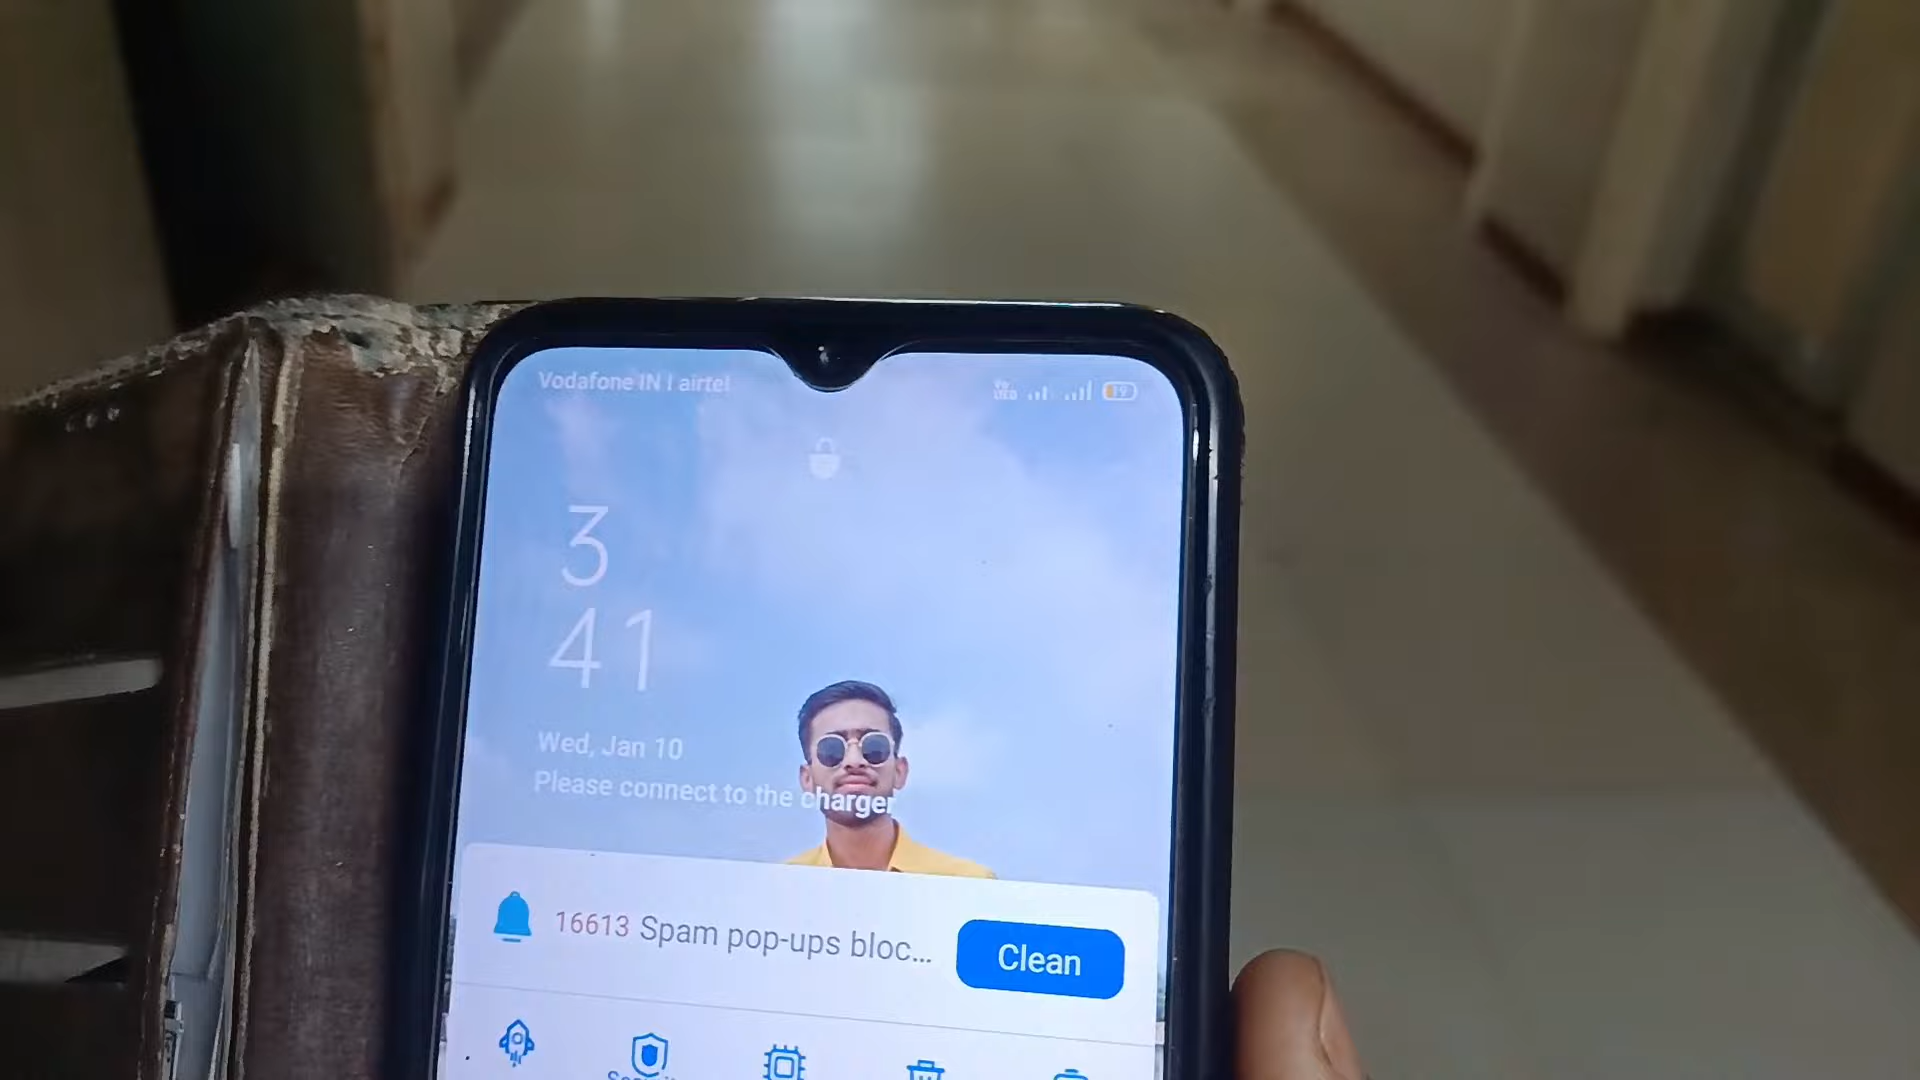 Vodafone IN | airtel
19
3
41
Wed, Jan 10
Please connect to the charger
16613 Spam pop-ups bloc...
Clean